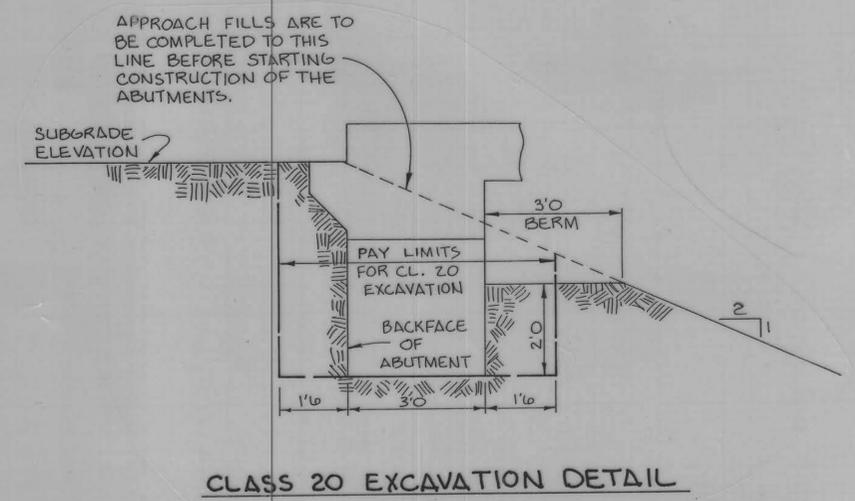 APPROACH FILLS ARE TO
BE COMPLETED TO THIS
LINE BEFORE STARTING
CONSTRUCTION OF THE
ABUTMENTS.
SUBGRADE
ELEVATION
3'0
BERM
PAY LIMITS
FOR CL. 20
EXCAVATION
2
1
BACKFACE
OF
ABUTMENT
2'0
1'6
3'0
1'6
CLASS 20 EXCAVATION DETAIL